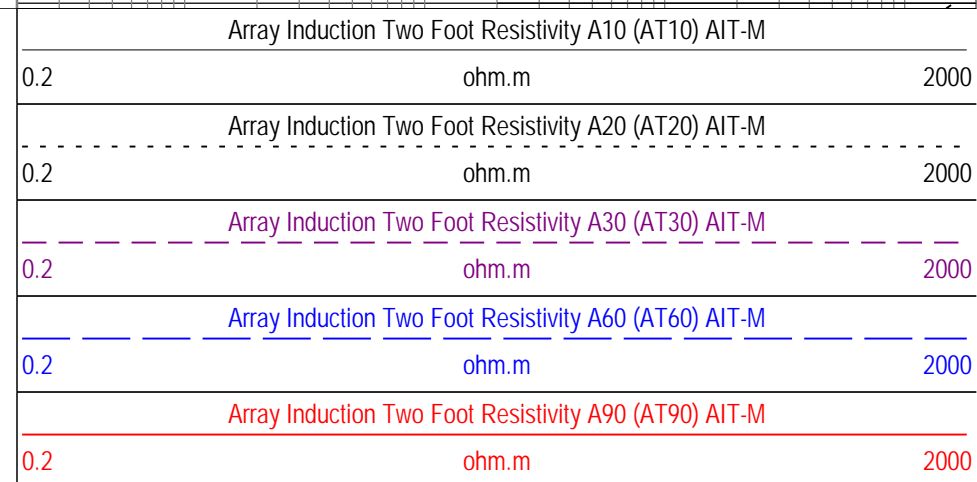 Array Induction Two Foot Resistivity A10 (AT10) AIT-M
0.2 ohm.m 2000
Array Induction Two Foot Resistivity A20 (AT20) AIT-M
0.2 ohm.m 2000
Array Induction Two Foot Resistivity A30 (AT30) AIT-M
0.2 ohm.m 2000
Array Induction Two Foot Resistivity A60 (AT60) AIT-M
0.2 ohm.m 2000
Array Induction Two Foot Resistivity A90 (AT90) AIT-M
0.2 ohm.m 2000